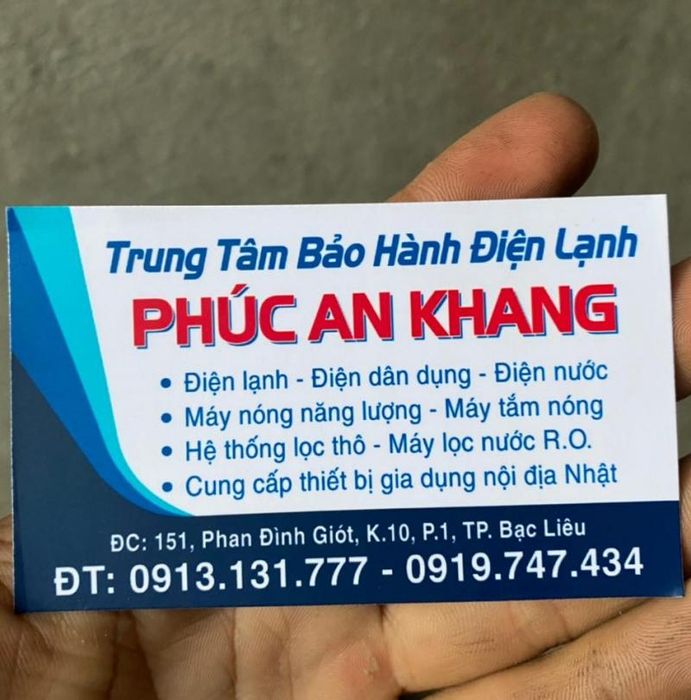 Trung Tâm Bảo Hành Điện Lạnh
PHÚC AN KHANG
• Điện lạnh - Điện dân dụng - Điện nước
• Máy nóng năng lượng - Máy tắm nóng
• Hệ thống lọc thô - Máy lọc nước R.O.
• Cung cấp thiết bị gia dụng nội địa Nhật
ĐC: 151, Phan Đình Giót, K.10, P.1, TP. Bạc Liêu
ĐT: 0913.131.777 - 0919.747.434